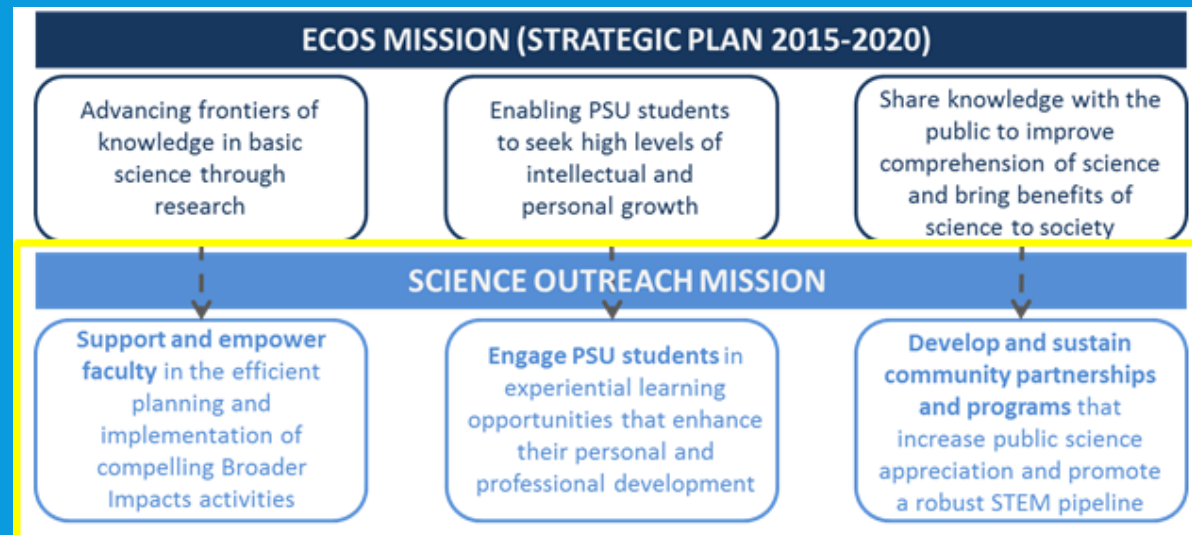 ECOS MISSION (STRATEGIC PLAN 2015-2020)
Advancing frontiers of
knowledge in basic
science through
research
Enabling PSU students
to seek high levels of
intellectual and
personal growth
Share knowledge with the
public to improve
comprehension of science
and bring benefits of
science to society
SCIENCE OUTREACH MISSION
Support and empower
faculty in the efficient
planning and
implementation of
compelling Broader
Impacts activities
Engage PSU students in
experiential learning
opportunities that enhance
their personal and
professional development
Develop and sustain
community partnerships
and programs that
increase public science
appreciation and promote
a robust STEM pipeline